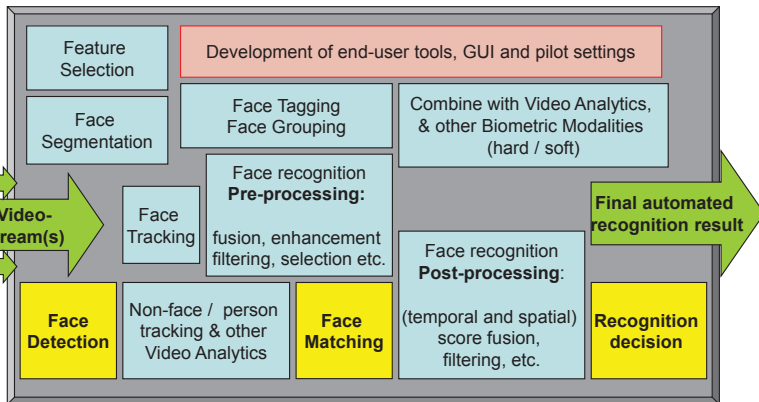 Feature
Selection
Development of end-user tools, GUI and pilot settings
Face
Segmentation
Face Tagging
Face Grouping
Combine with Video Analytics,
& other Biometric Modalities
(hard / soft)
Video-
ream(s)
Face
Tracking
Face recognition
Pre-processing:
fusion, enhancement
filtering, selection etc.
Face recognition
Post-processing:
(temporal and spatial)
score fusion,
filtering, etc.
Final automated
recognition result
Face
Detection
Non-face / person
tracking & other
Video Analytics
Face
Matching
Recognition
decision